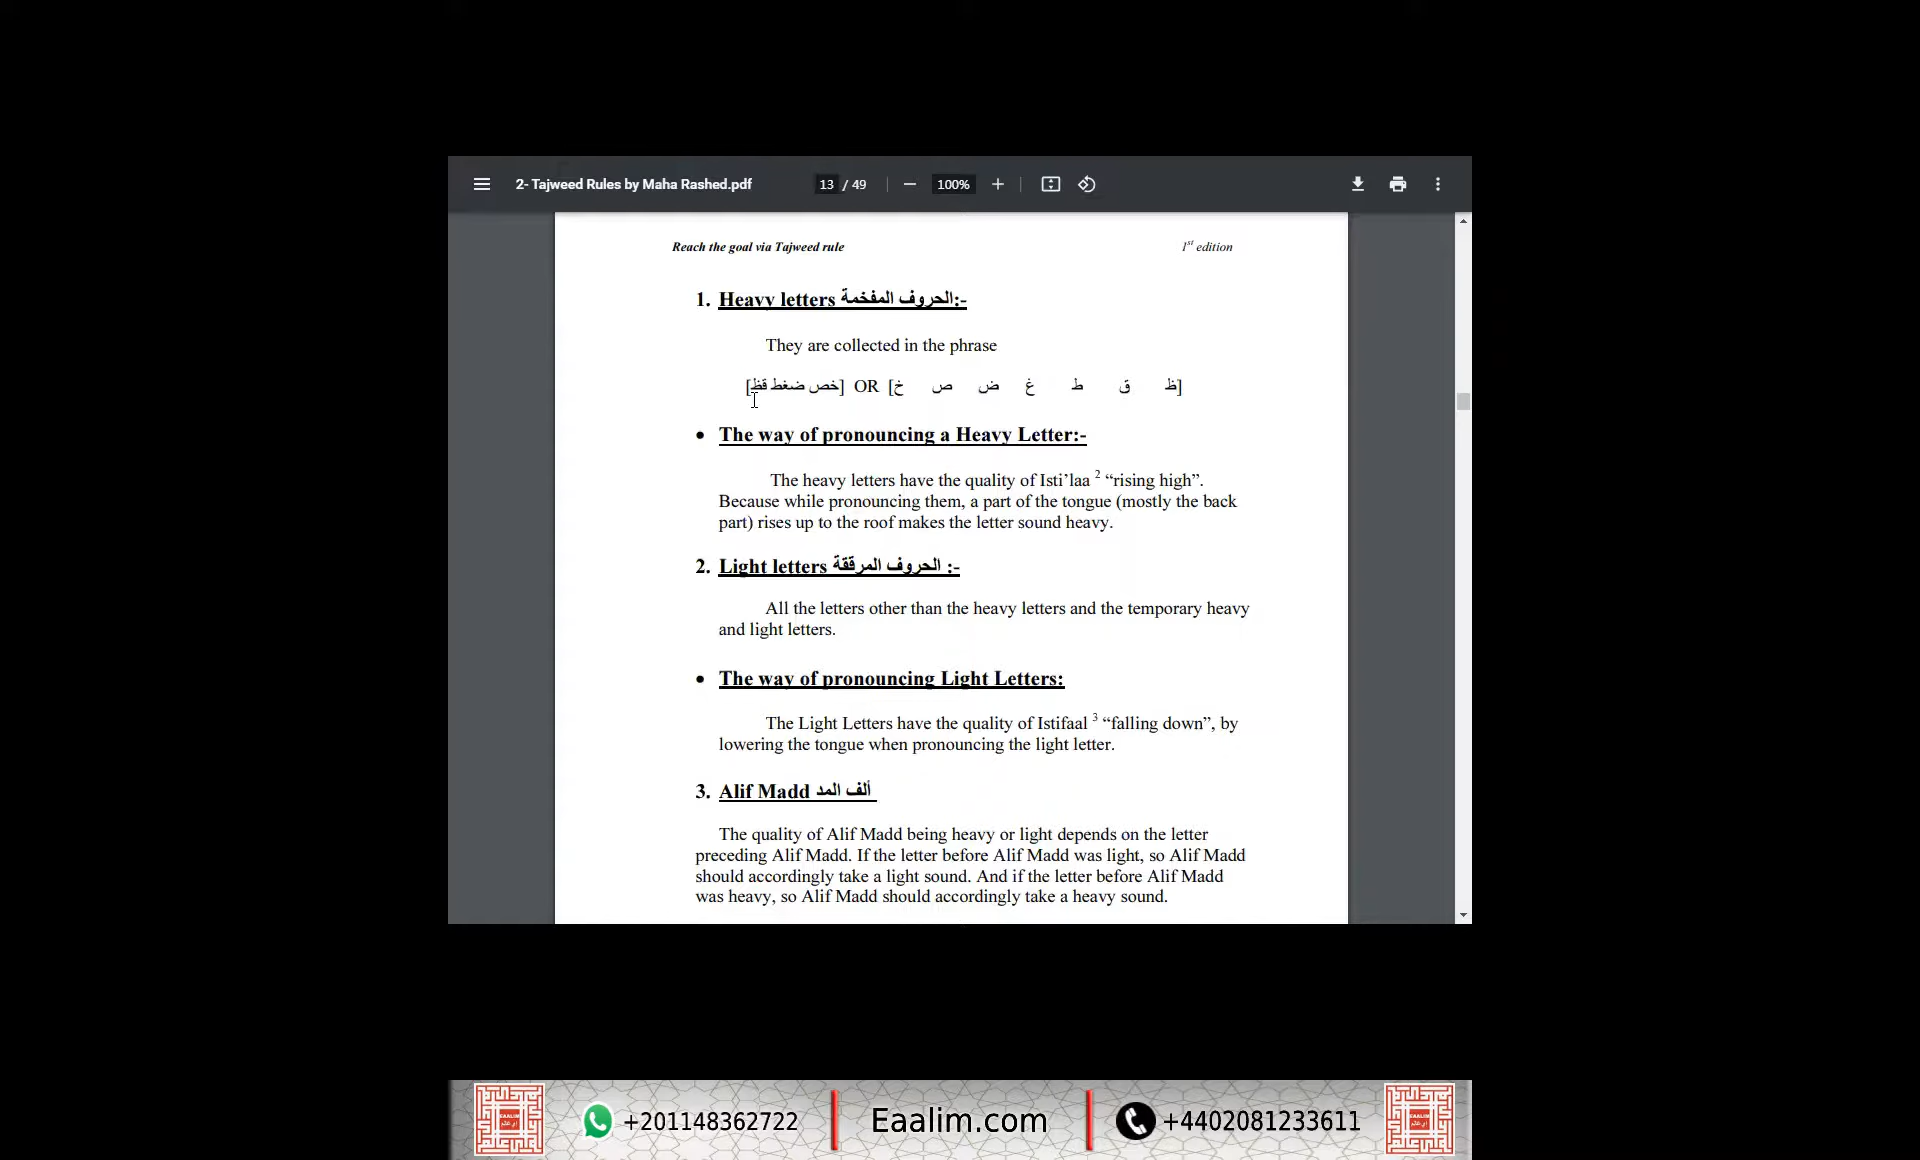 2- Tajweed Rules by Maha Rashed.pdf
13 / 49
100%
Reach the goal via Tajweed rule
1st edition
1. Heavy letters الحروف المفخمة:-
They are collected in the phrase
[خص ضغط قظ] OR [خ ص ض غ ط ق ظ]
• The way of pronouncing a Heavy Letter:-
The heavy letters have the quality of Isti’laa 2 “rising high”.
Because while pronouncing them, a part of the tongue (mostly the back
part) rises up to the roof makes the letter sound heavy.
2. Light letters الحروف المرققة :-
All the letters other than the heavy letters and the temporary heavy
and light letters.
• The way of pronouncing Light Letters:
The Light Letters have the quality of Istifaal 3 “falling down”, by
lowering the tongue when pronouncing the light letter.
3. Alif Madd ألف المد
The quality of Alif Madd being heavy or light depends on the letter
preceding Alif Madd. If the letter before Alif Madd was light, so Alif Madd
should accordingly take a light sound. And if the letter before Alif Madd
was heavy, so Alif Madd should accordingly take a heavy sound.
EAALIM
+201148362722
Eaalim.com
+4402081233611
EAALIM